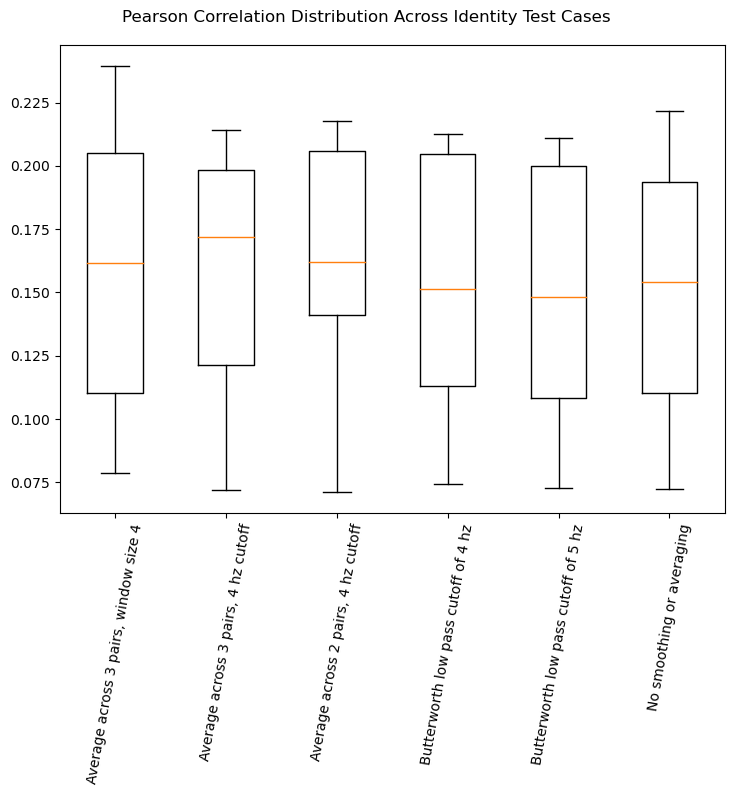 Pearson Correlation Distribution Across Identity Test Cases
0.225
0.200
0.175
0.150
0.125
0.100
0.075
Average across 3 pairs, window size 4
Average across 3 pairs, 4 hz cutoff
Average across 2 pairs, 4 hz cutoff
Butterworth low pass cutoff of 4 hz
Butterworth low pass cutoff of 5 hz
No smoothing or averaging